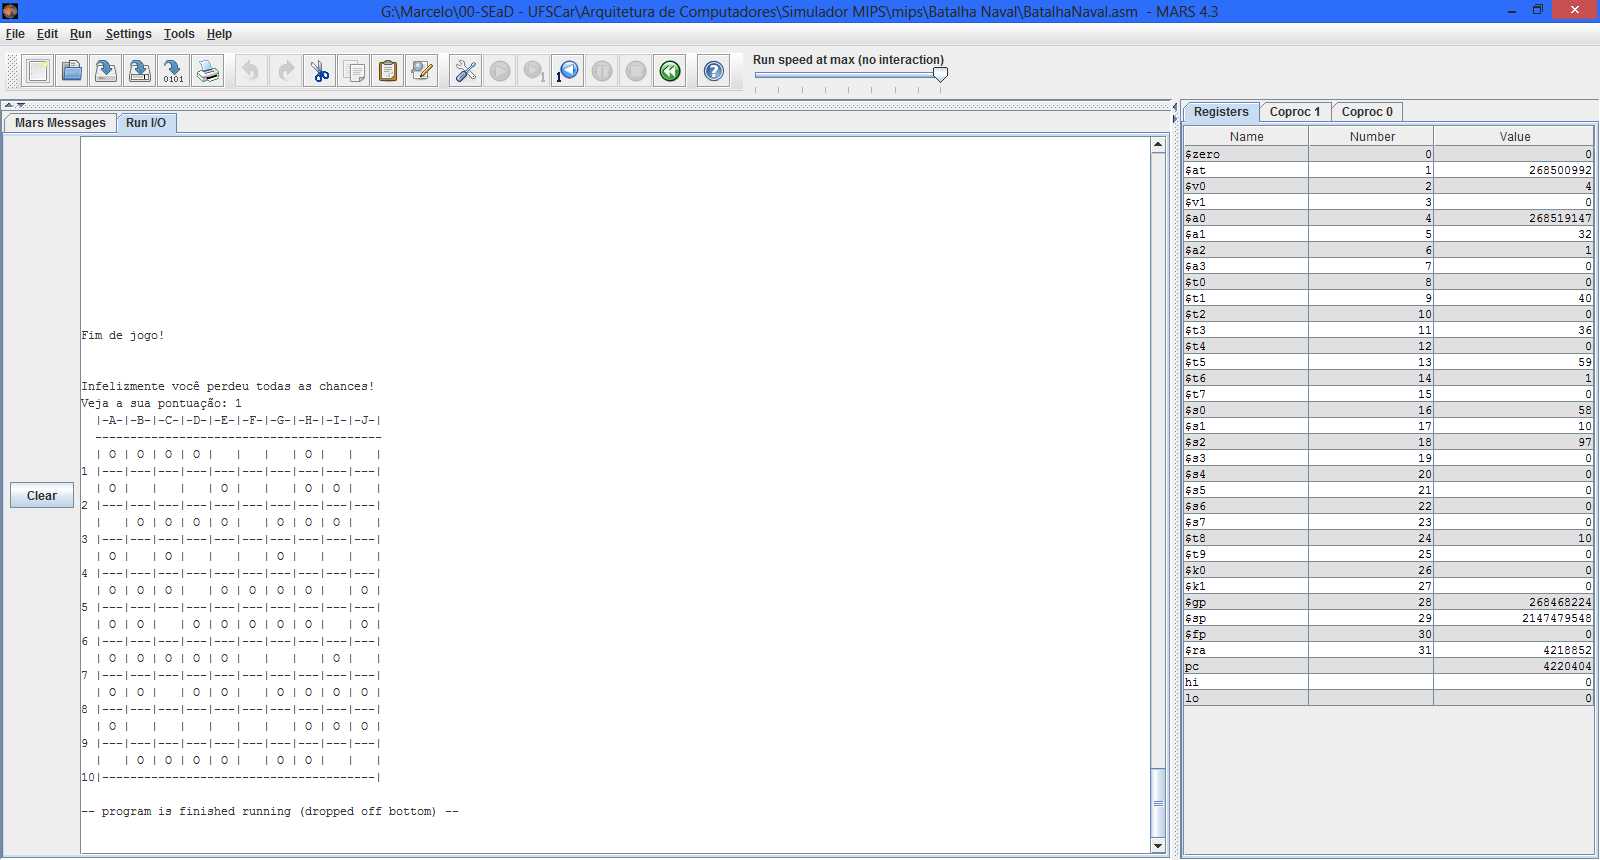 G:\Marcelo\00-SEaD - UFSCar\Arquitetura de Computadores\Simulador MIPS\mips\Batalha Naval\BatalhaNaval.asm  - MARS 4.3
File Edit Run Settings Tools Help
Run speed at max (no interaction)
Mars Messages Run I/O
Clear
Fim de jogo!
Infelizmente você perdeu todas as chances!
Veja a sua pontuação: 1
  |-A-|-B-|-C-|-D-|-E-|-F-|-G-|-H-|-I-|-J-|
  -----------------------------------------
  | O | O | O | O |   |   |   | O |   |   |
1 |---|---|---|---|---|---|---|---|---|---|
  | O |   |   |   | O |   |   | O | O |   |
2 |---|---|---|---|---|---|---|---|---|---|
  |   | O | O | O | O |   | O | O | O |   |
3 |---|---|---|---|---|---|---|---|---|---|
  | O |   | O |   |   |   | O |   |   |   |
4 |---|---|---|---|---|---|---|---|---|---|
  | O | O | O |   | O | O | O | O |   | O |
5 |---|---|---|---|---|---|---|---|---|---|
  | O | O |   | O | O | O | O | O |   | O |
6 |---|---|---|---|---|---|---|---|---|---|
  | O | O | O | O | O |   |   |   | O |   |
7 |---|---|---|---|---|---|---|---|---|---|
  | O | O |   | O | O |   | O | O | O | O |
8 |---|---|---|---|---|---|---|---|---|---|
  | O |   |   |   |   |   |   | O | O | O |
9 |---|---|---|---|---|---|---|---|---|---|
  |   | O | O | O | O |   | O | O |   |   |
10|---------------------------------------|
-- program is finished running (dropped off bottom) --
Registers Coproc 1 Coproc 0
Name Number Value
$zero 0 0
$at 1 268500992
$v0 2 4
$v1 3 0
$a0 4 268519147
$a1 5 32
$a2 6 1
$a3 7 0
$t0 8 0
$t1 9 40
$t2 10 0
$t3 11 36
$t4 12 0
$t5 13 59
$t6 14 1
$t7 15 0
$s0 16 58
$s1 17 10
$s2 18 97
$s3 19 0
$s4 20 0
$s5 21 0
$s6 22 0
$s7 23 0
$t8 24 10
$t9 25 0
$k0 26 0
$k1 27 0
$gp 28 268468224
$sp 29 2147479548
$fp 30 0
$ra 31 4218852
pc 4220404
hi 0
lo 0